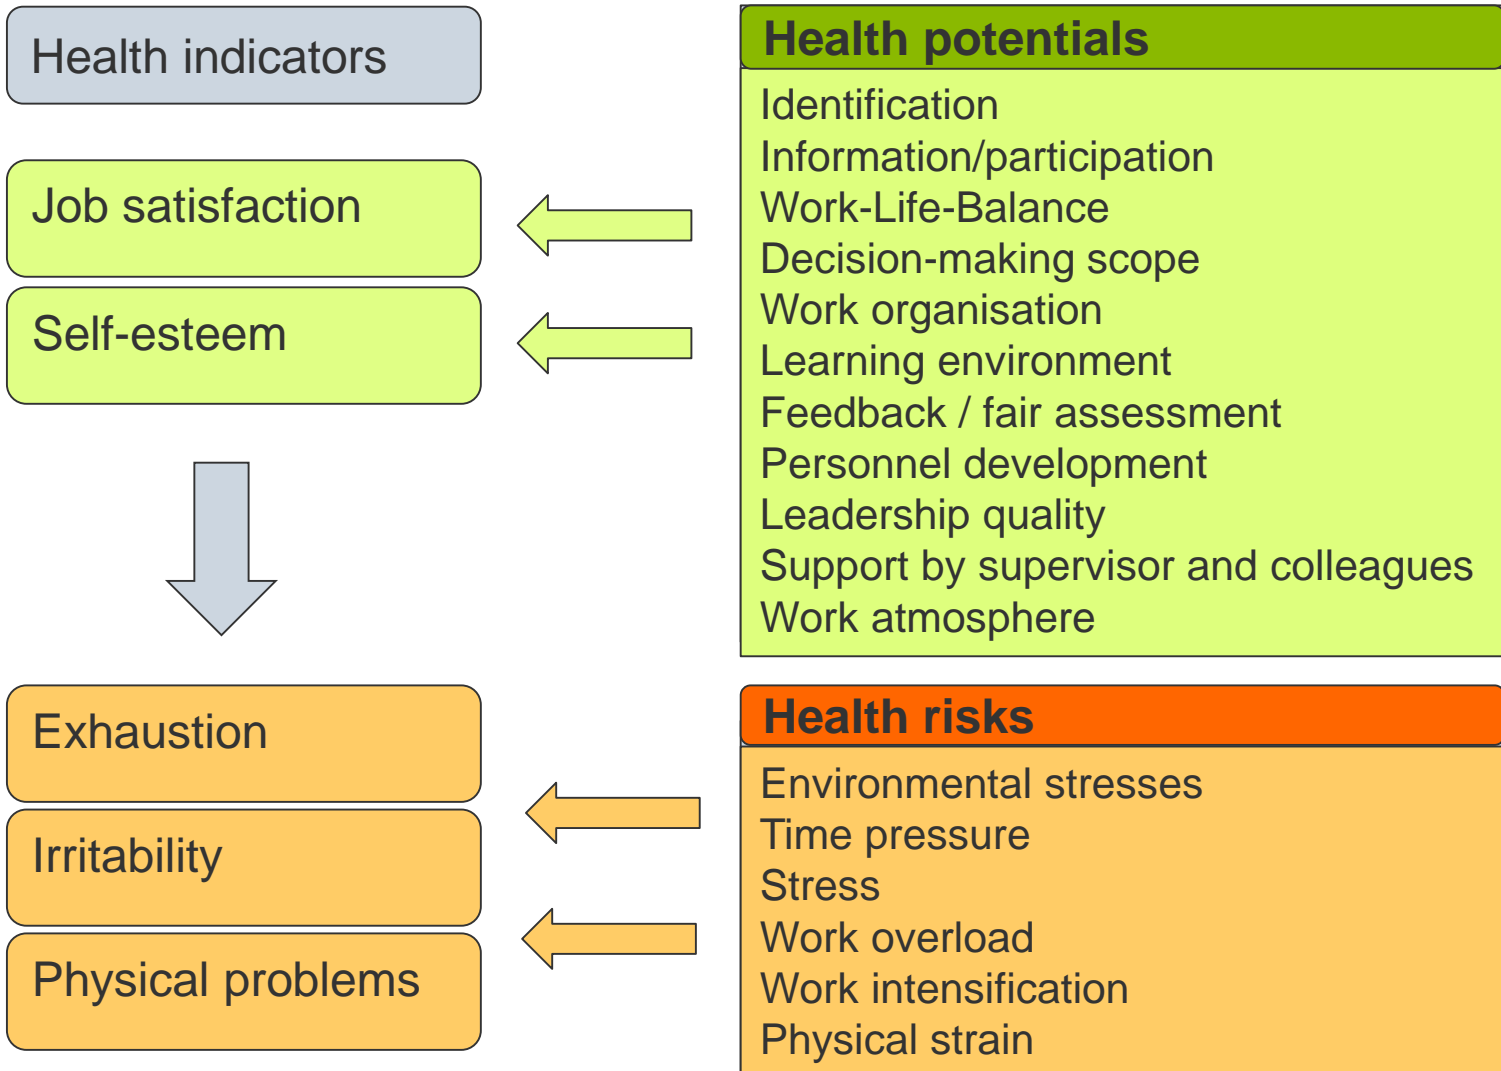 Health indicators
Job satisfaction
Self-esteem
Exhaustion
Irritability
Physical problems
Health potentials
Identification
Information/participation
Work-Life-Balance
Decision-making scope
Work organisation
Learning environment
Feedback / fair assessment
Personnel development
Leadership quality
Support by supervisor and colleagues
Work atmosphere
Health risks
Environmental stresses
Time pressure
Stress
Work overload
Work intensification
Physical strain